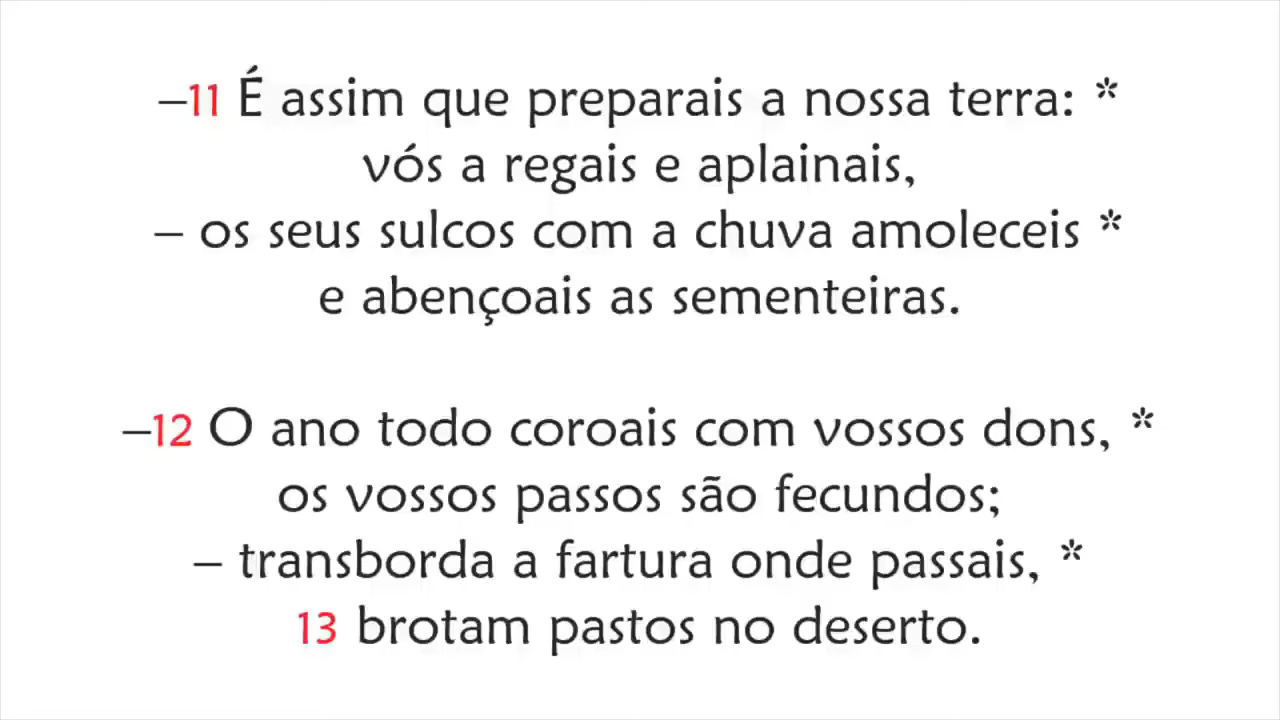 –11 É assim que preparais a nossa terra: *
vós a regais e aplainais,
– os seus sulcos com a chuva amoleceis *
e abençoais as sementeiras.
–12 O ano todo coroais com vossos dons, *
os vossos passos são fecundos;
– transborda a fartura onde passais, *
13 brotam pastos no deserto.